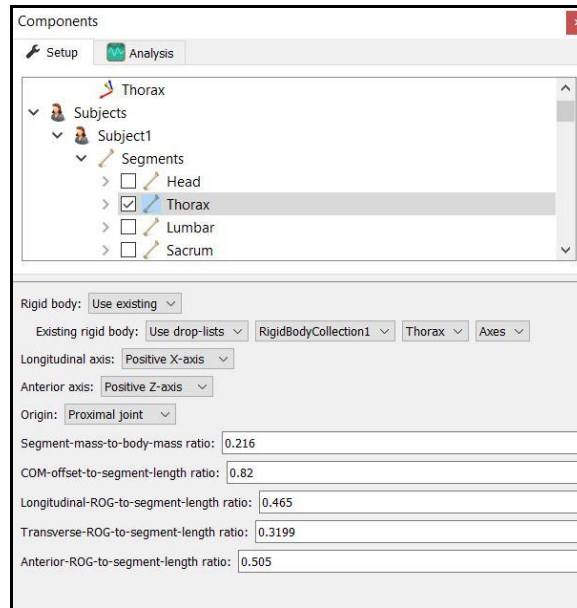 Components
Setup Analysis
Thorax
Subjects
Subject1
Segments
Head
Thorax
Lumbar
Sacrum
Rigid body: Use existing
Existing rigid body: Use drop-lists RigidBodyCollection1 Thorax Axes
Longitudinal axis: Positive X-axis
Anterior axis: Positive Z-axis
Origin: Proximal joint
Segment-mass-to-body-mass ratio: 0.216
COM-offset-to-segment-length ratio: 0.82
Longitudinal-ROG-to-segment-length ratio: 0.465
Transverse-ROG-to-segment-length ratio: 0.3199
Anterior-ROG-to-segment-length ratio: 0.505